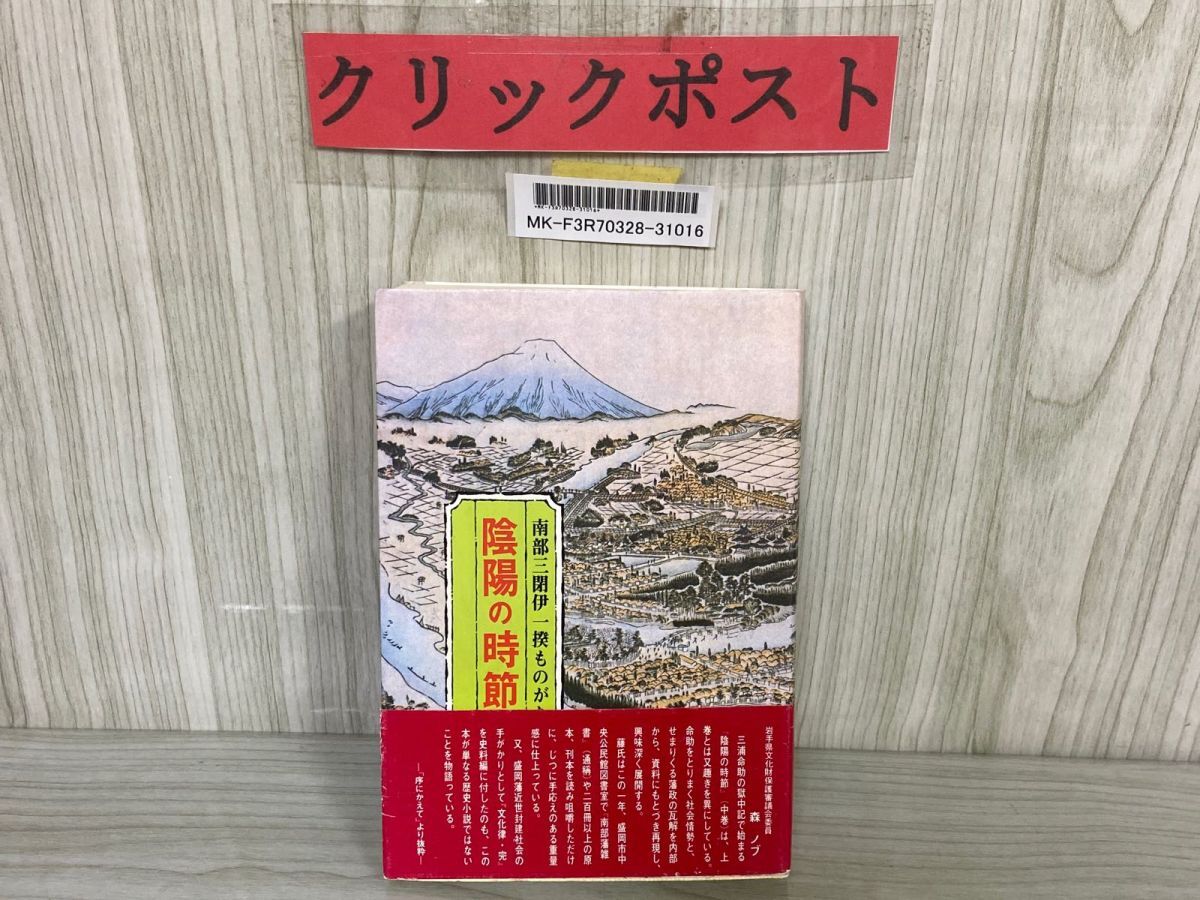 クリックポスト
*MK-F3R70328-31016*
MK-F3R70328-31016
南部三閉伊一揆ものが
陰陽の時節
岩手県文化財保護審議会委員
森 ノブ
三浦命助の獄中記で始まる
『陰陽の時節』(中巻)は、上
巻とは又趣きを異にしている。
命助をとりまく社会情勢と、
せまりくる藩政の瓦解を内部
から、資料にもとづき再現し、
興味深く展開する。
藤氏はこの一年、盛岡市中
央公民館図書室で『南部藩雑
書』(通稱)や二百冊以上の原
本、刊本を読み咀嚼しただけ
に、じつに手応えのある重量
感に仕上っている。
又、盛岡藩近世封建社会の
手がかりとして『文化律・完』
を史料編に付したのも、この
本が単なる歴史小説ではない
ことを物語っている。
―「序にかえて」より抜粋―